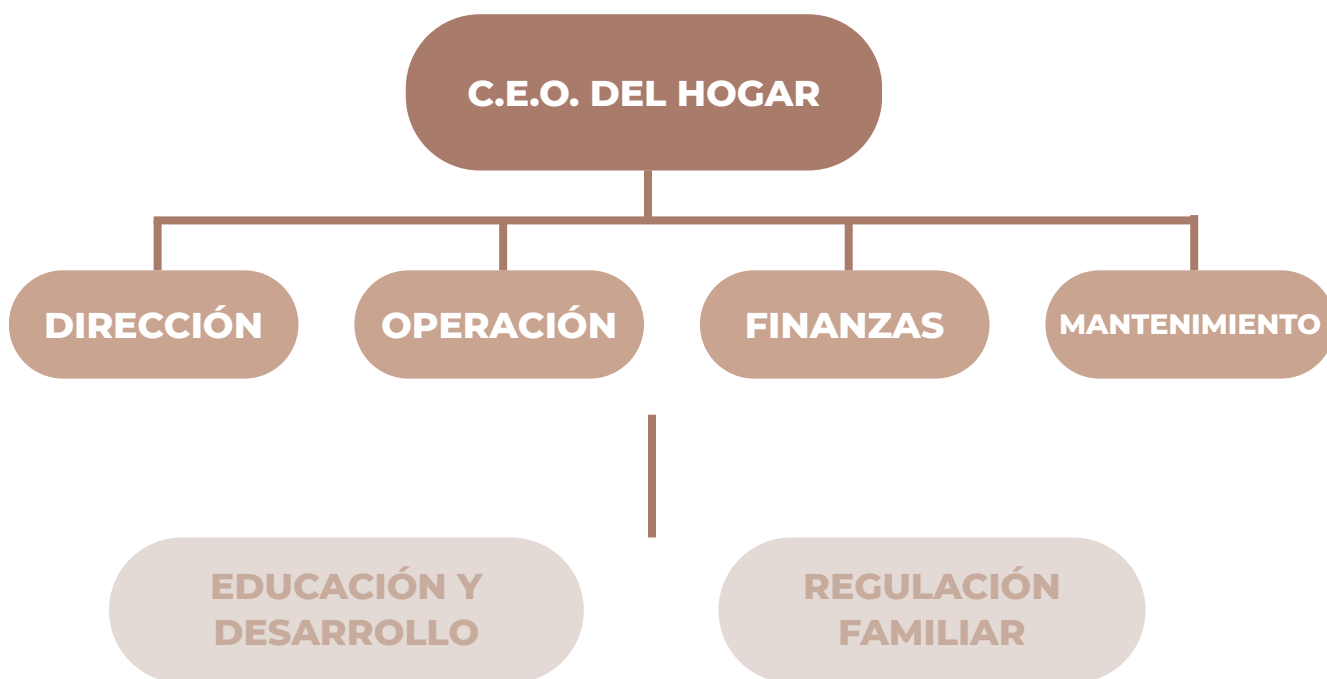 C.E.O. DEL HOGAR
DIRECCIÓN
OPERACIÓN
FINANZAS
MANTENIMIENTO
EDUCACIÓN Y
DESARROLLO
REGULACIÓN
FAMILIAR